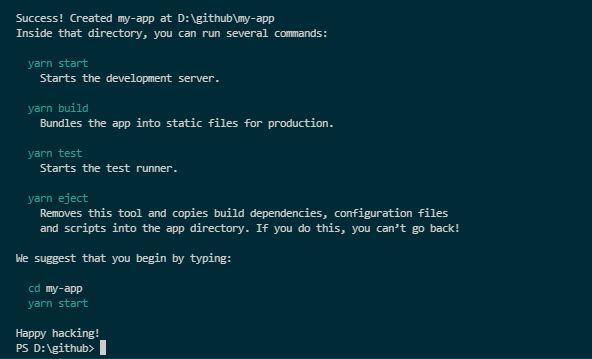 Success! Created my-app at D:\github\my-app
Inside that directory, you can run several commands:
yarn start
Starts the development server.
yarn build
Bundles the app into static files for production.
yarn test
Starts the test runner.
yarn eject
Removes this tool and copies build dependencies, configuration files
and scripts into the app directory. If you do this, you can’t go back!
We suggest that you begin by typing:
cd my-app
yarn start
Happy hacking!
PS D:\github>